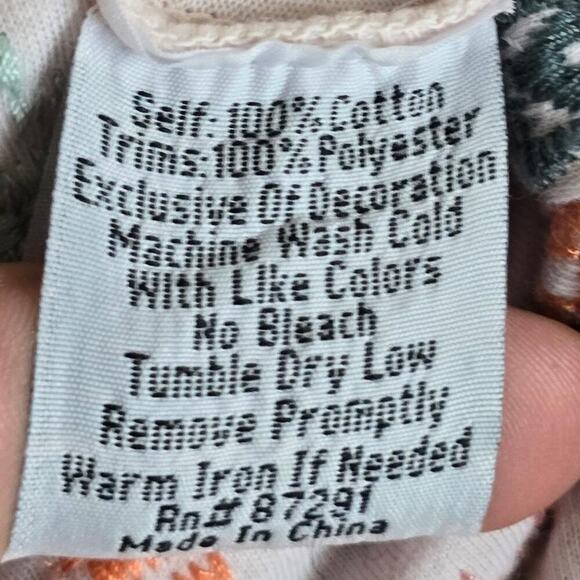 Self: 100% Cotton
Trims:100% Polyester
Exclusive Of Decoration
Machine Wash Cold
With Like Colors
No Bleach
Tumble Dry Low
Remove Promptly
Warm Iron If Needed
Rn# 87291
Made In China